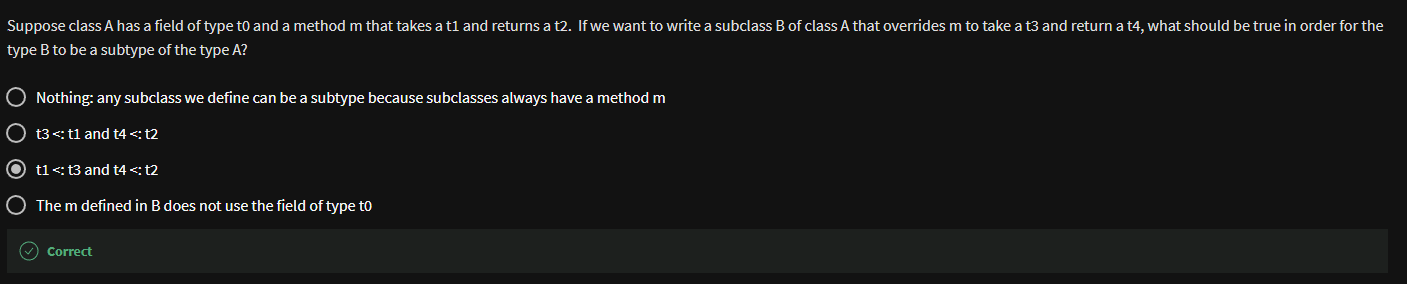 Suppose class A has a field of type t0 and a method m that takes a t1 and returns a t2. If we want to write a subclass B of class A that overrides m to take a t3 and return a t4, what should be true in order for the
type B to be a subtype of the type A?
Nothing: any subclass we define can be a subtype because subclasses always have a method m
t3 <: t1 and t4 <: t2
t1 <: t3 and t4 <: t2
The m defined in B does not use the field of type t0
Correct